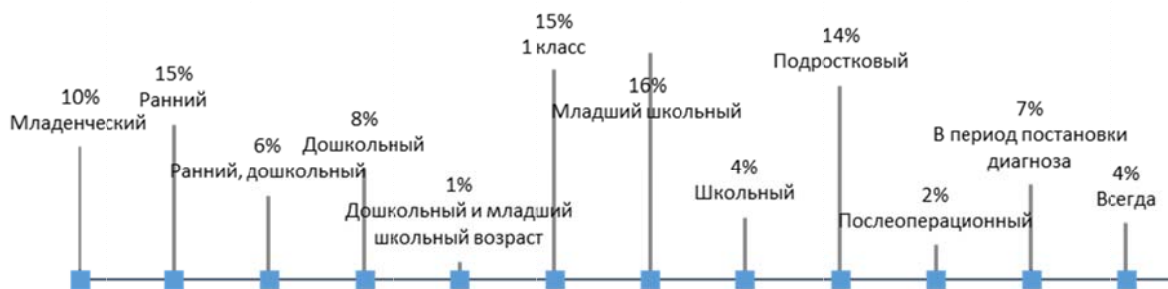 10%
Младенческий
15%
Ранний
6%
Ранний, дошкольный
8%
Дошкольный
1%
Дошкольный и младший
школьный возраст
15%
1 класс
16%
Младший школьный
4%
Школьный
14%
Подростковый
2%
Послеоперационный
7%
В период постановки
диагноза
4%
Всегда